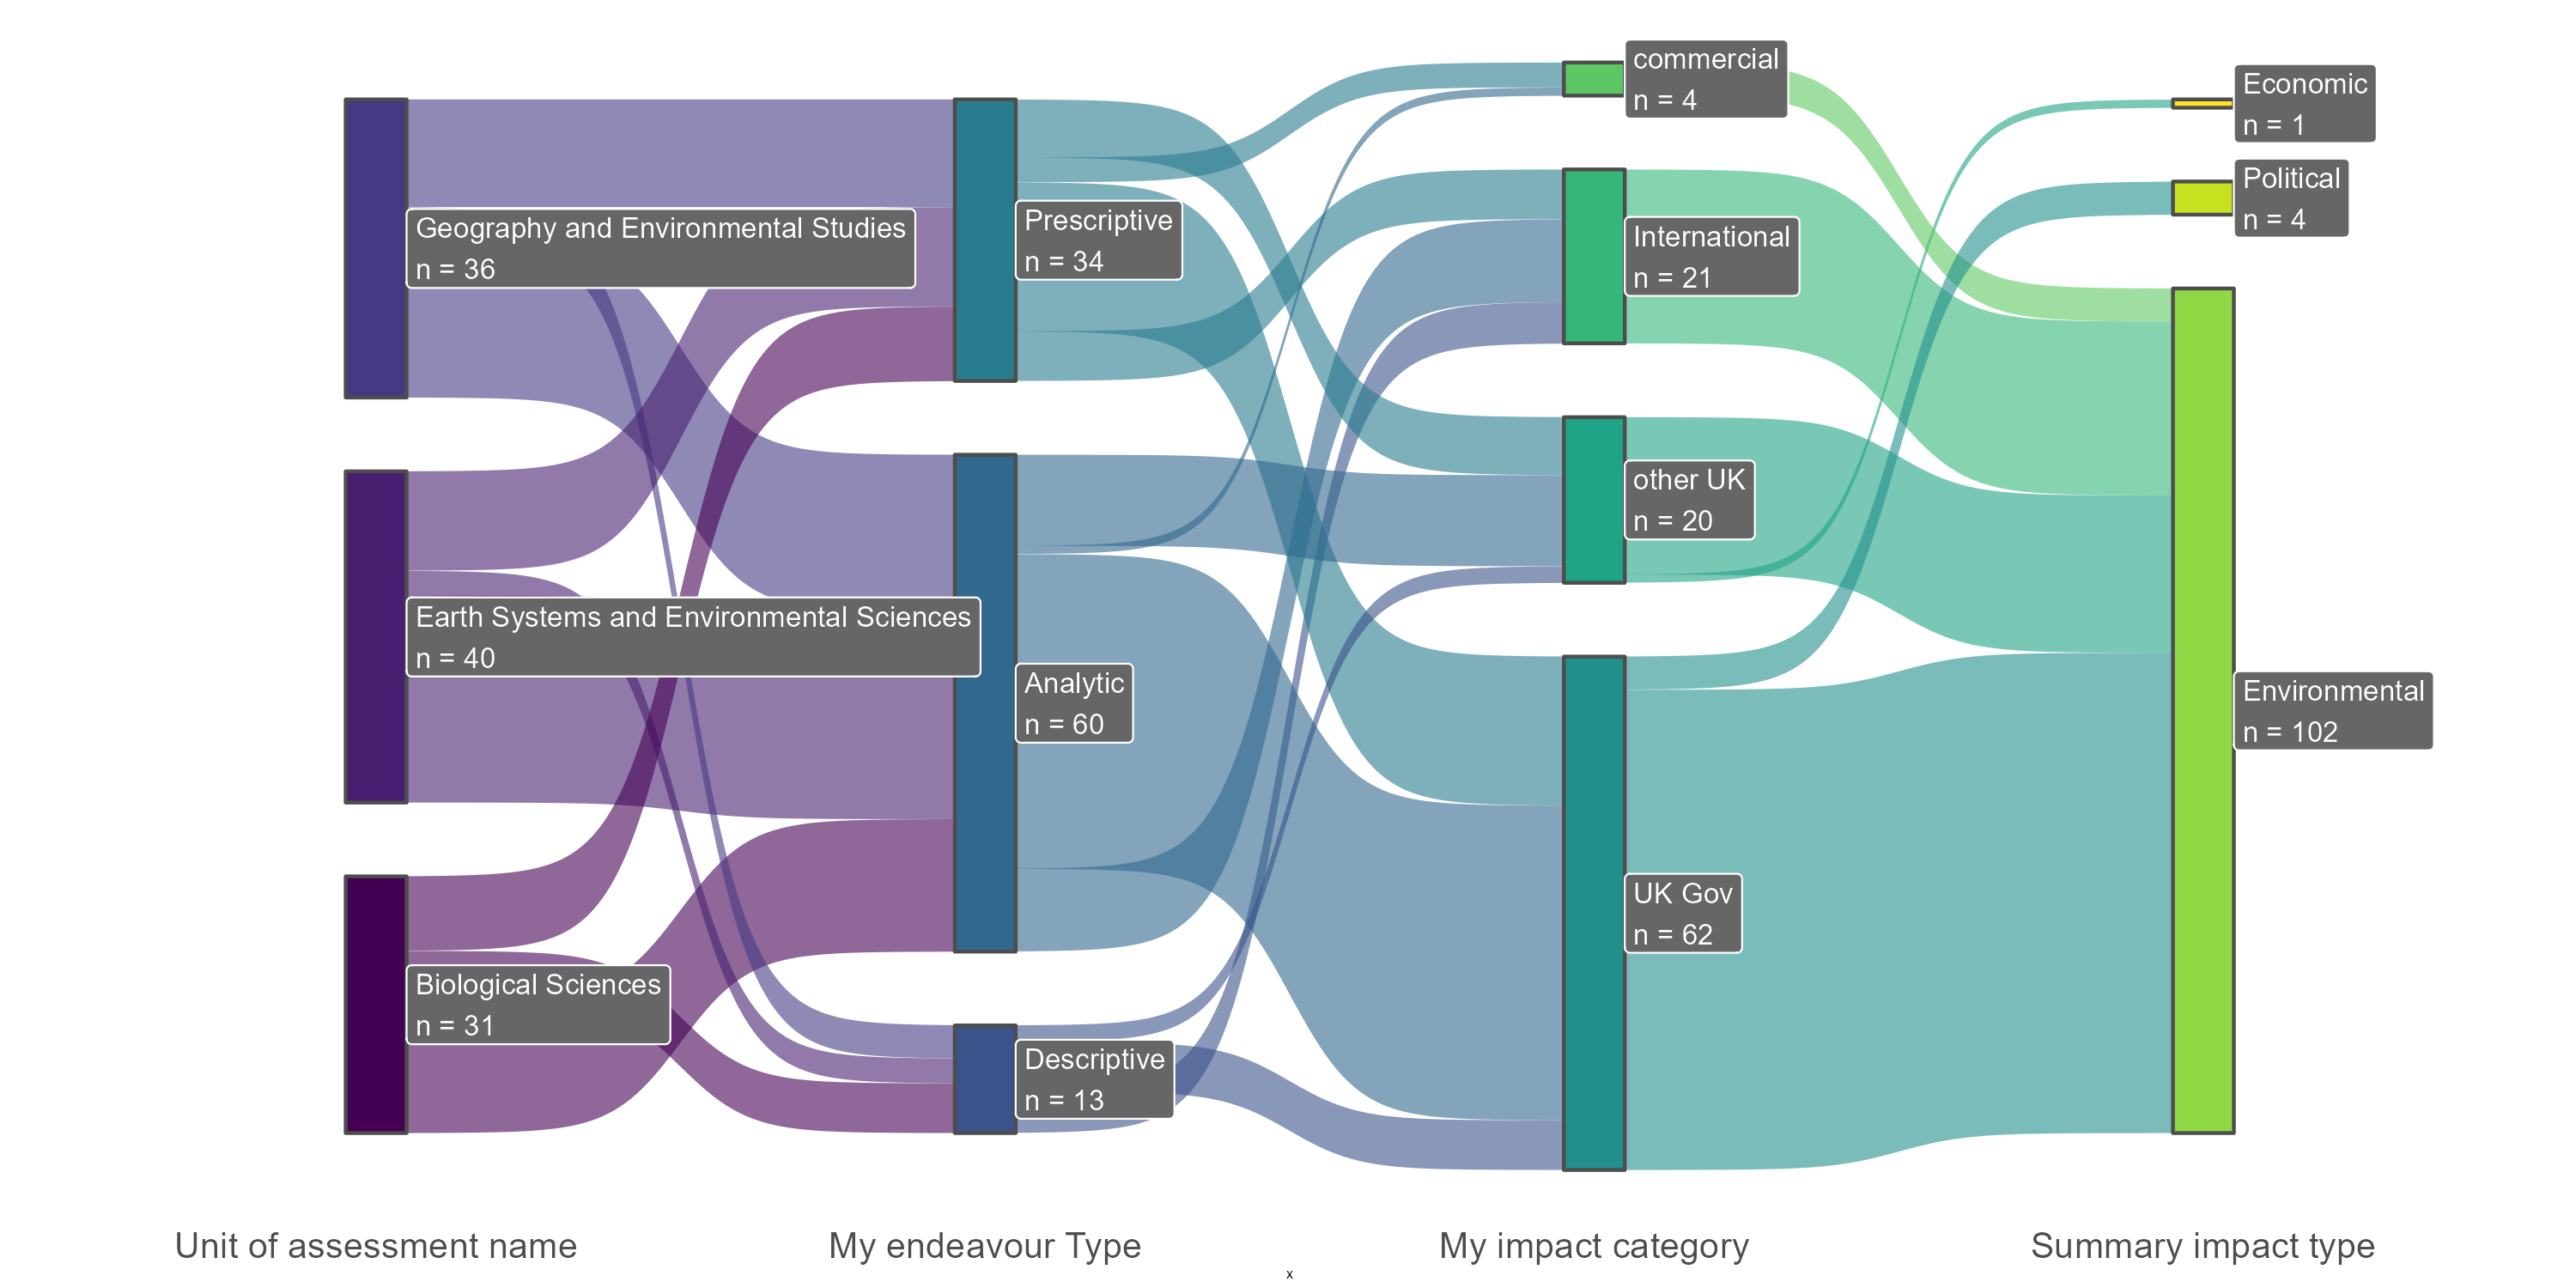 Geography and Environmental Studies
n = 36
Earth Systems and Environmental Sciences
n = 40
Biological Sciences
n = 31
Prescriptive
n = 34
Analytic
n = 60
Descriptive
n = 13
commercial
n = 4
International
n = 21
other UK
n = 20
UK Gov
n = 62
Economic
n = 1
Political
n = 4
Environmental
n = 102
Unit of assessment name
My endeavour Type
My impact category
Summary impact type
x